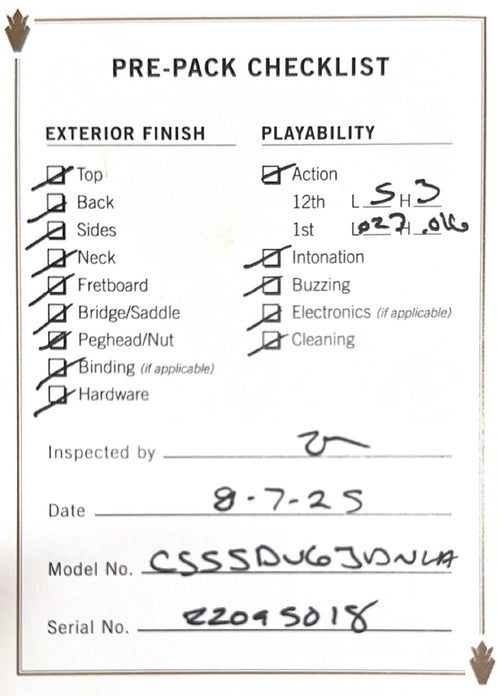 PRE-PACK CHECKLIST
EXTERIOR FINISH
Top
Back
Sides
Neck
Fretboard
Bridge/Saddle
Peghead/Nut
Binding (if applicable)
Hardware
PLAYABILITY
Action
12th L 5 H 3
1st L .027 H .016
Intonation
Buzzing
Electronics (if applicable)
Cleaning
Inspected by
Date 8-7-25
Model No.
Serial No. 22095018